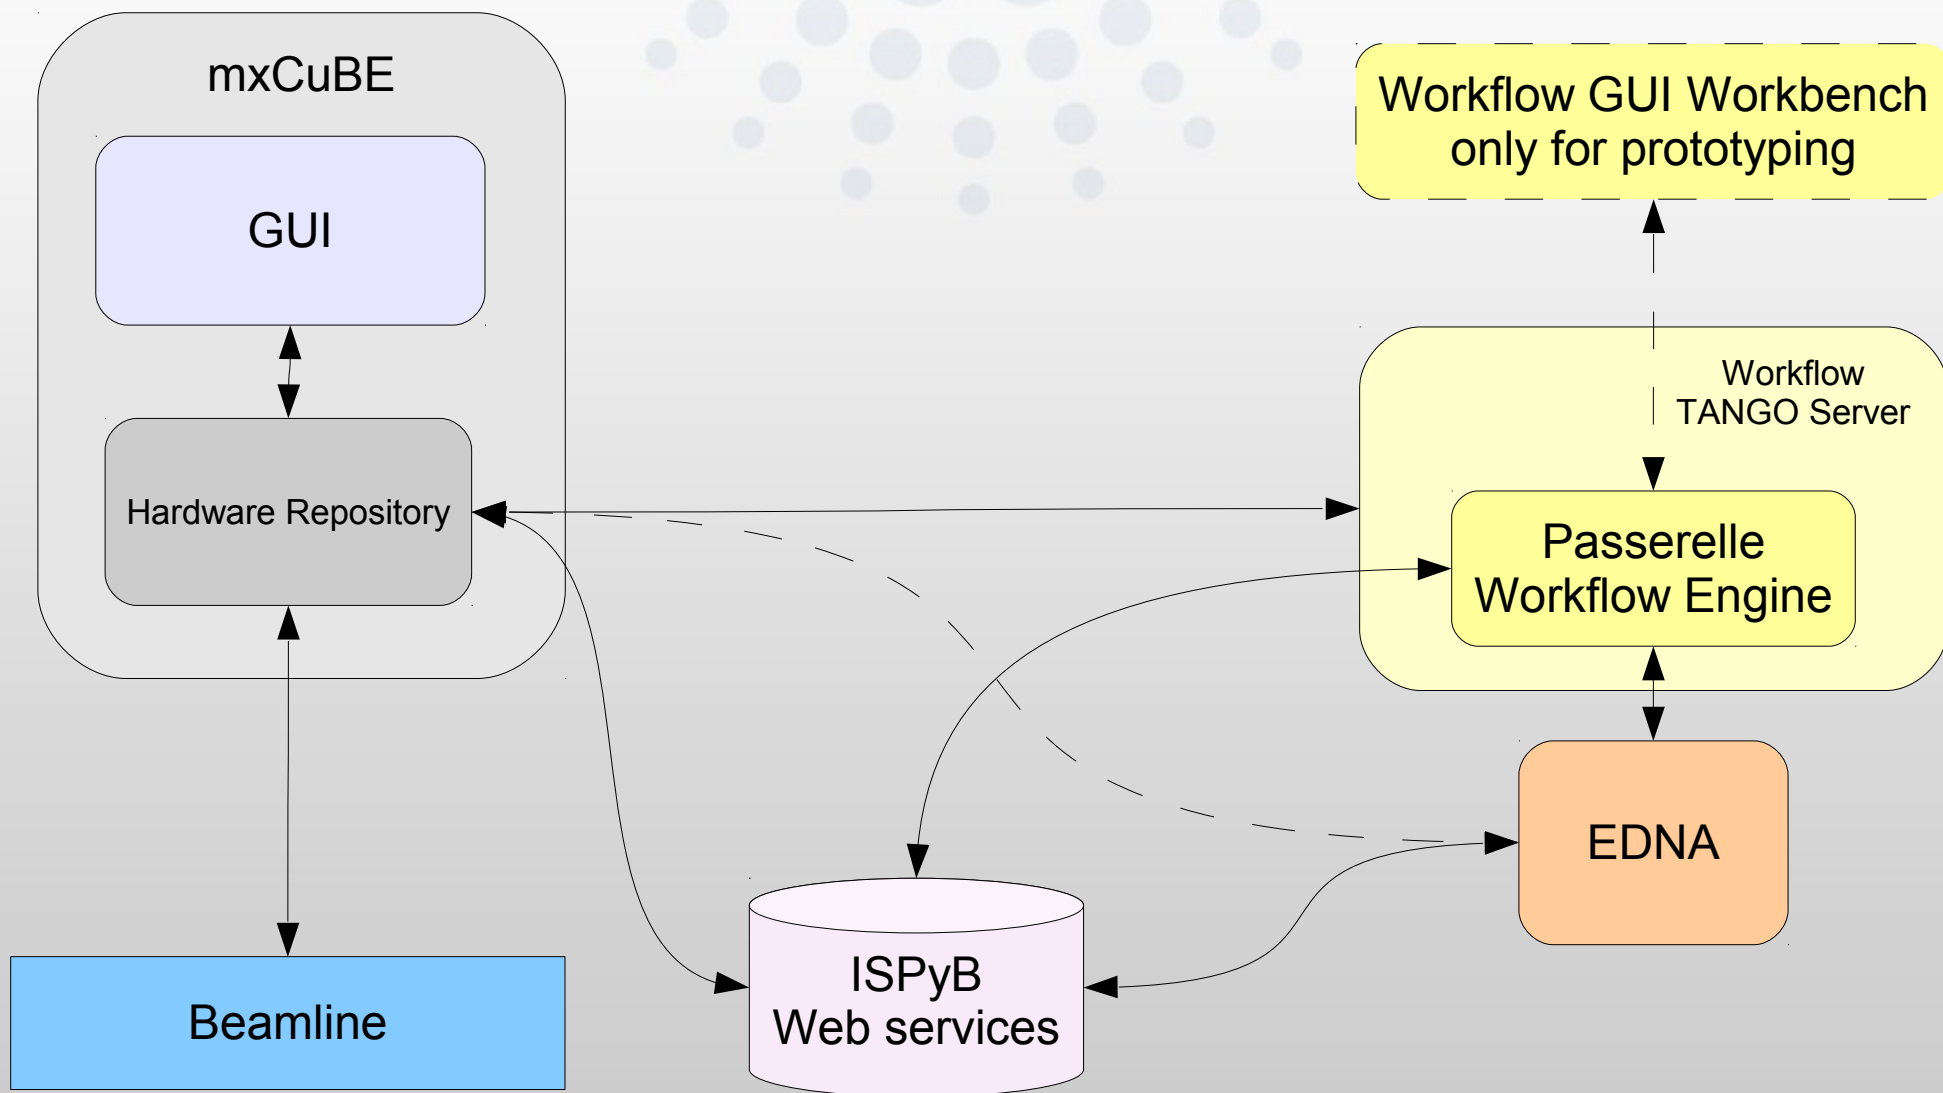 mxCuBE
GUI
Hardware Repository
Beamline
ISPyB
Web services
Workflow GUI Workbench
only for prototyping
Workflow
TANGO Server
Passerelle
Workflow Engine
EDNA